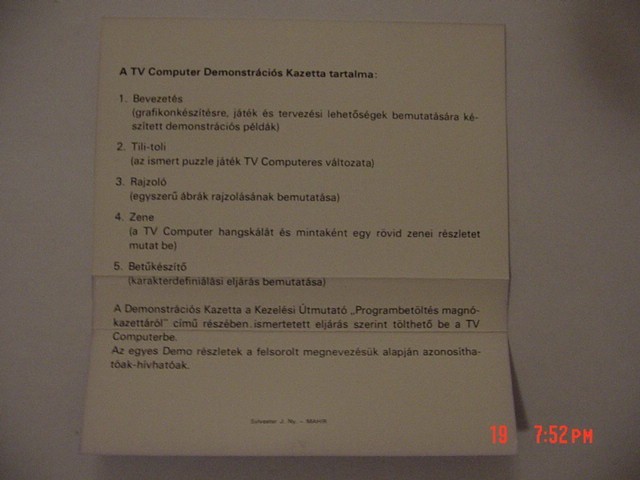 A TV Computer Demonstrációs Kazetta tartalma:
1. Bevezetés
(grafikonkészítésre, játék és tervezési lehetőségek bemutatására ké-
szített demonstrációs példák)
2. Tili-toli
(az ismert puzzle játék TV Computeres változata)
3. Rajzoló
(egyszerű ábrák rajzolásának bemutatása)
4. Zene
(a TV Computer hangskálát és mintaként egy rövid zenei részletet
mutat be)
5. Betűkészítő
(karakterdefiniálási eljárás bemutatása)
A Demonstrációs Kazetta a Kezelési Útmutató „Programbetöltés magnó-
kazettáról” című részében ismertetett eljárás szerint tölthető be a TV
Computerbe.
Az egyes Demo részletek a felsorolt megnevezésük alapján azonosítha-
tóak-hívhatóak.
Sylvester J. Ny. –
19 7:52PM